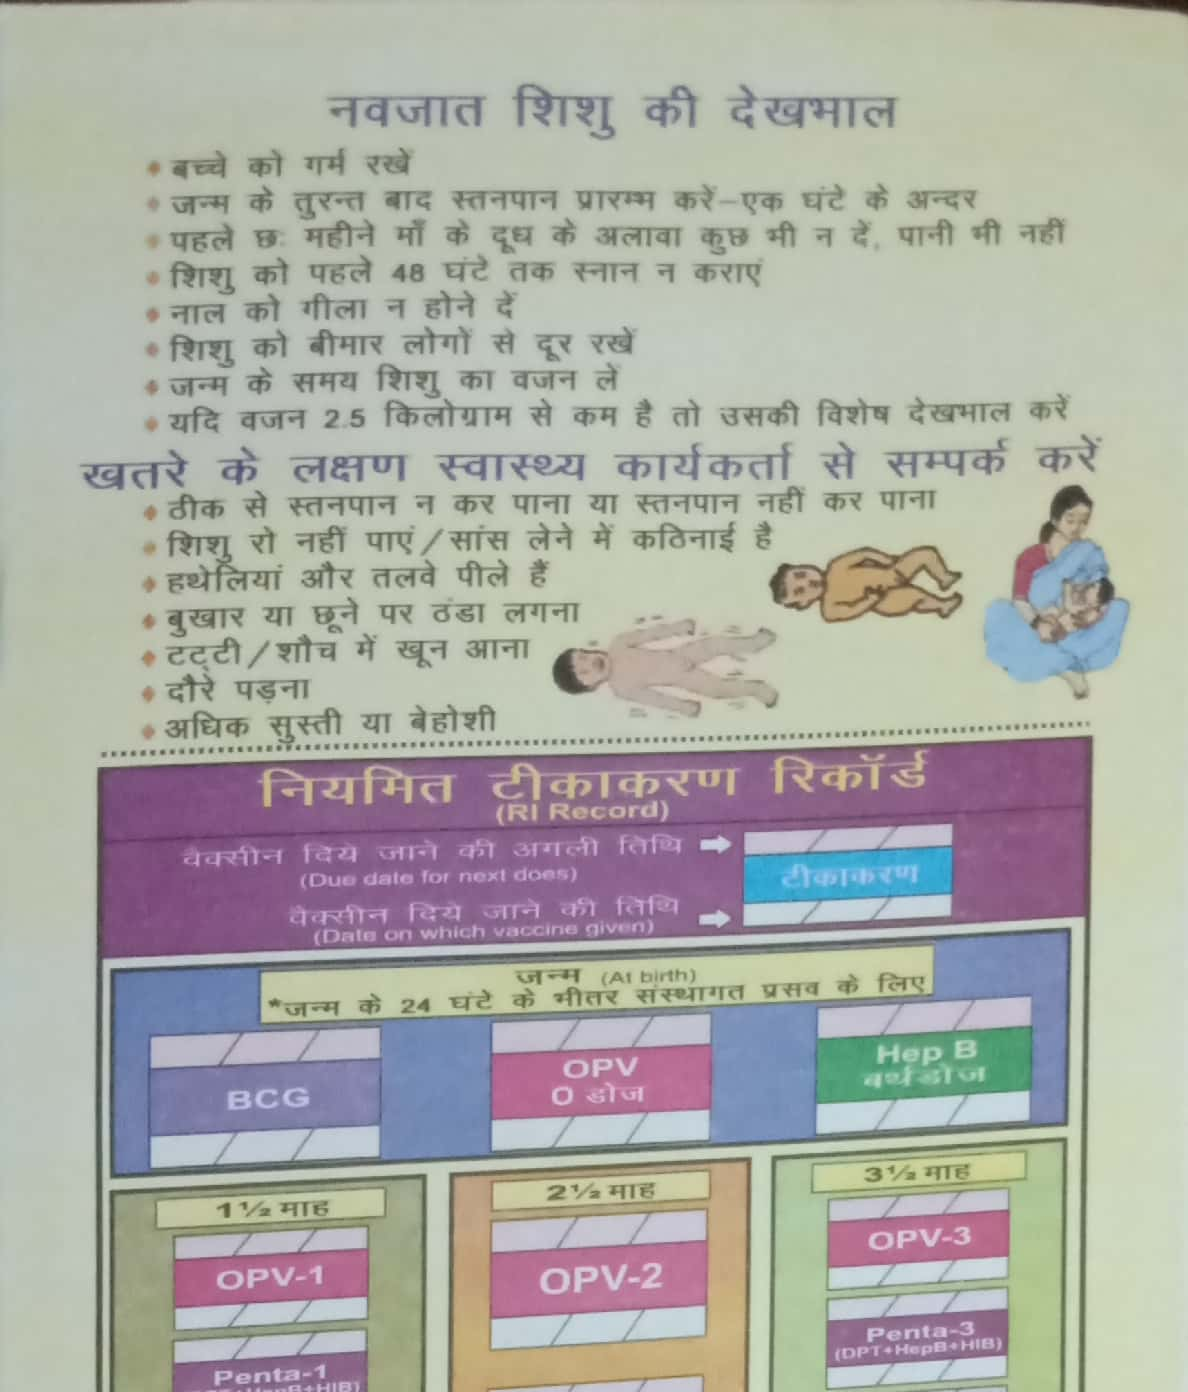 नवजात शिशु की देखभाल
बच्चे को गर्म रखें
जन्म के तुरन्त बाद स्तनपान प्रारम्भ करें-एक घंटे के अन्दर
पहले छः महीने माँ के दूध के अलावा कुछ भी न दें, पानी भी नहीं
शिशु को पहले 48 घंटे तक स्नान न कराएं
नाल को गीला न होने दें
शिशु को बीमार लोगों से दूर रखें
जन्म के समय शिशु का वजन लें
यदि वजन 2.5 किलोग्राम से कम है तो उसकी विशेष देखभाल करें
खतरे के लक्षण स्वास्थ्य कार्यकर्ता से सम्पर्क करें
ठीक से स्तनपान न कर पाना या स्तनपान नहीं कर पाना
शिशु रो नहीं पाएं/सांस लेने में कठिनाई है
हथेलियां और तलवे पीले हैं
बुखार या छूने पर ठंडा लगना
टट्टी/शौच में खून आना
दौरे पड़ना
अधिक सुस्ती या बेहोशी
नियमित टीकाकरण रिकॉर्ड
(RI Record)
वैक्सीन दिये जाने की अगली तिथि
(Due date for next does)
टीकाकरण
वैक्सीन दिये जाने की तिथि
(Date on which vaccine given)
जन्म (At birth)
*जन्म के 24 घंटे के भीतर संस्थागत प्रसव के लिए
BCG
OPV
0 डोज
Hep B
बर्थडोज
1½ माह
2½ माह
3½ माह
OPV-1
OPV-2
OPV-3
Penta-1
Penta-3
(DPT+HepB+HIB)